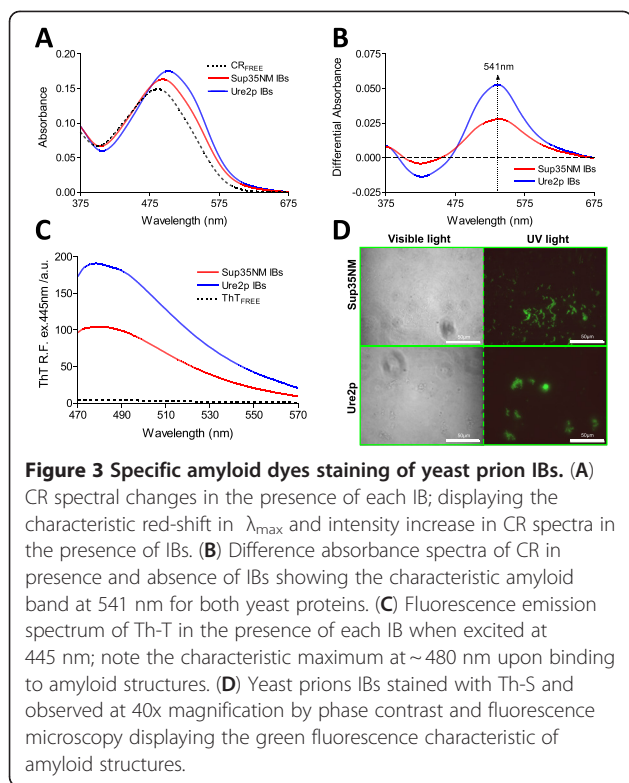 A
0.20
0.15
0.10
0.05
0.00
Absorbance
375
475
575
675
Wavelength (nm)
CR FREE
Sup35NM IBs
Ure2p IBs
B
0.075
0.050
0.025
0.000
-0.025
Differential Absorbance
541nm
375
475
575
675
Wavelength (nm)
Sup35NM IBs
Ure2p IBs
C
200
150
100
50
0
ThT R.F. ex.445nm /a.u.
470
490
510
530
550
570
Wavelength (nm)
Sup35NM IBs
Ure2p IBs
ThT FREE
D
Visible light
UV light
Sup35NM
Ure2p
50µm
50µm
50µm
Figure 3 Specific amyloid dyes staining of yeast prion IBs. (A)
CR spectral changes in the presence of each IB; displaying the
characteristic red-shift in λmax and intensity increase in CR spectra in
the presence of IBs. (B) Difference absorbance spectra of CR in
presence and absence of IBs showing the characteristic amyloid
band at 541 nm for both yeast proteins. (C) Fluorescence emission
spectrum of Th-T in the presence of each IB when excited at
445 nm; note the characteristic maximum at ~ 480 nm upon binding
to amyloid structures. (D) Yeast prions IBs stained with Th-S and
observed at 40x magnification by phase contrast and fluorescence
microscopy displaying the green fluorescence characteristic of
amyloid structures.